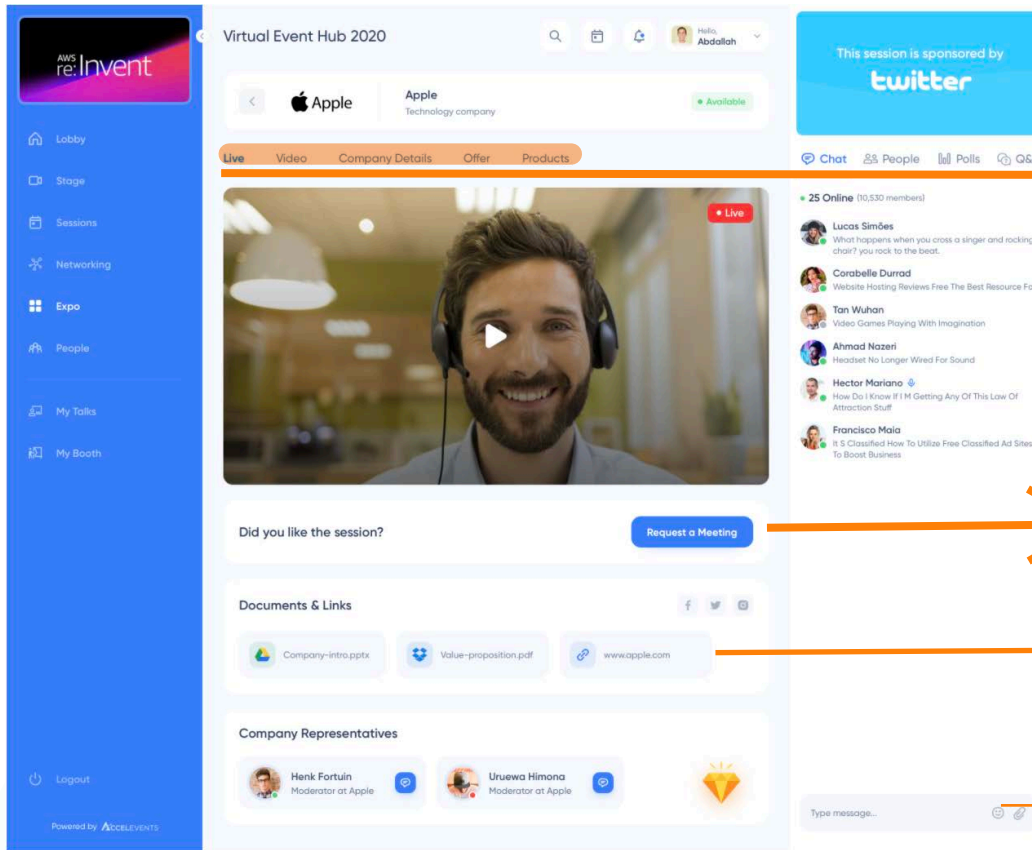 AWS
re:Invent
Lobby
Stage
Sessions
Networking
Expo
People
My Talks
My Booth
Logout
Powered by ACCELEVENTS
Virtual Event Hub 2020
Hello,
Abdallah
Apple
Apple
Technology company
Available
Live Video Company Details Offer Products
Live
Did you like the session?
Request a Meeting
Documents & Links
Company-intro.pptx
Value-proposition.pdf
www.apple.com
Company Representatives
Henk Fortuin
Moderator at Apple
Uruewa Himona
Moderator at Apple
This session is sponsored by
twitter
Chat People Polls Q&
25 Online (10,530 members)
Lucas Simões
What happens when you cross a singer and rocking
chair? you rock to the beat.
Corabelle Durrad
Website Hosting Reviews Free The Best Resource Fo
Tan Wuhan
Video Games Playing With Imagination
Ahmad Nazeri
Headset No Longer Wired For Sound
Hector Mariano
How Do I Know If I M Getting Any Of This Law Of
Attraction Stuff
Francisco Maia
It S Classified How To Utilize Free Classified Ad Sites
To Boost Business
Type message...